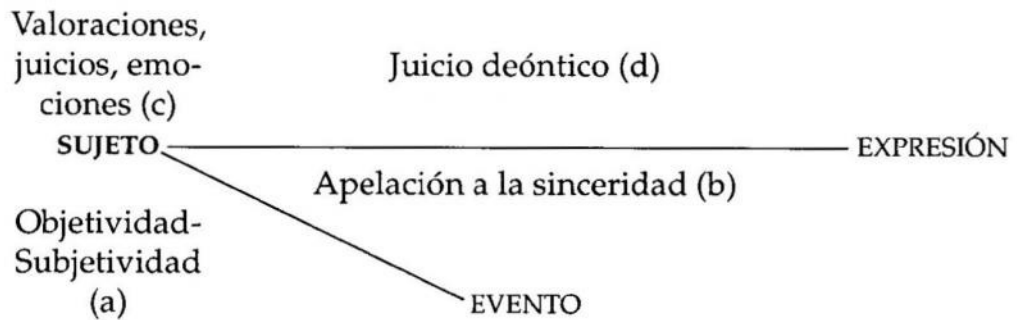 Valoraciones,
juicios, emo-
ciones (c)
Juicio deóntico (d)
SUJETO
EXPRESIÓN
Apelación a la sinceridad (b)
Objetividad-
Subjetividad
(a)
EVENTO